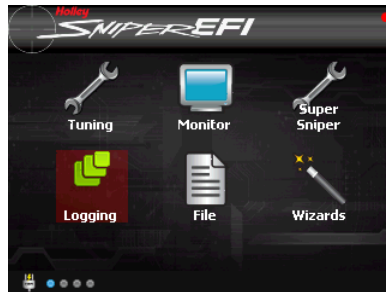 Holley
SNIPER EFI
Tuning
Monitor
Super
Sniper
Logging
File
Wizards